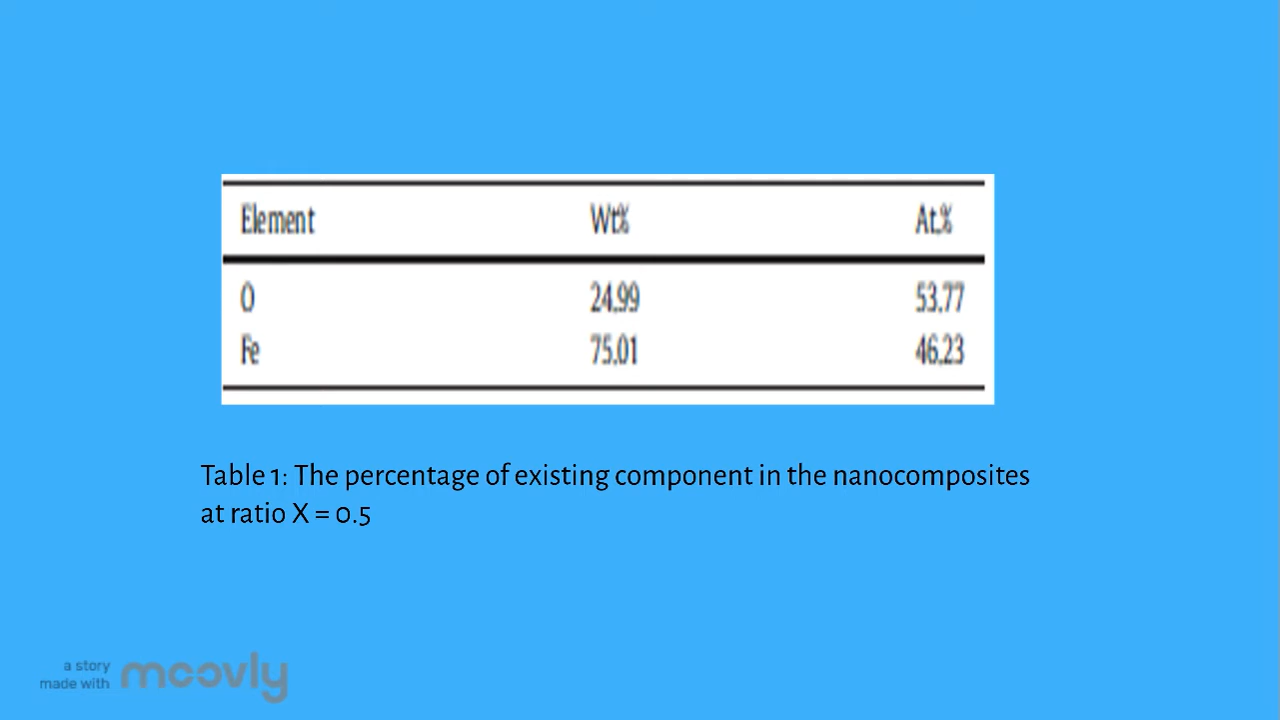 Element Wt% At.%
O 24.99 53.77
Fe 75.01 46.23
Table 1: The percentage of existing component in the nanocomposites
at ratio X = 0.5
a story
made with
moovly